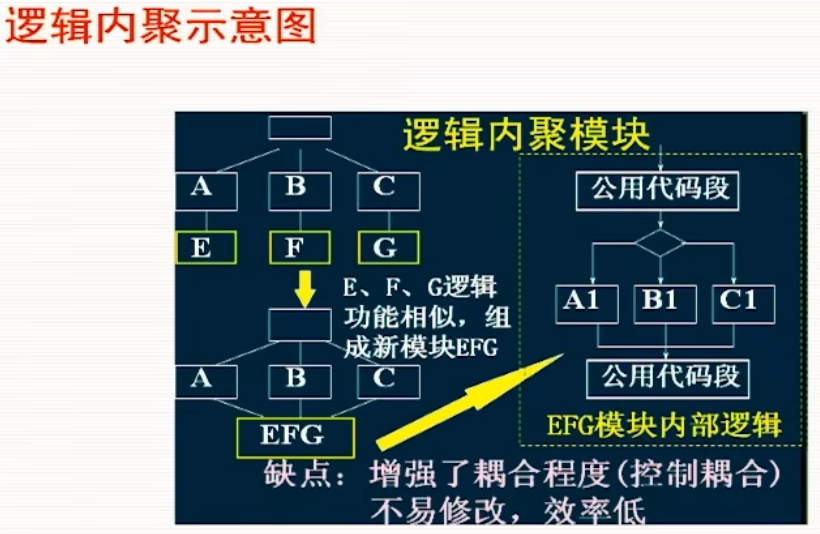 逻辑内聚示意图
逻辑内聚模块
A B C
E F G
E、F、G逻辑
功能相似，组
成新模块EFG
A B C
EFG
公用代码段
A1 B1 C1
公用代码段
EFG模块内部逻辑
缺点：增强了耦合程度(控制耦合)
不易修改，效率低